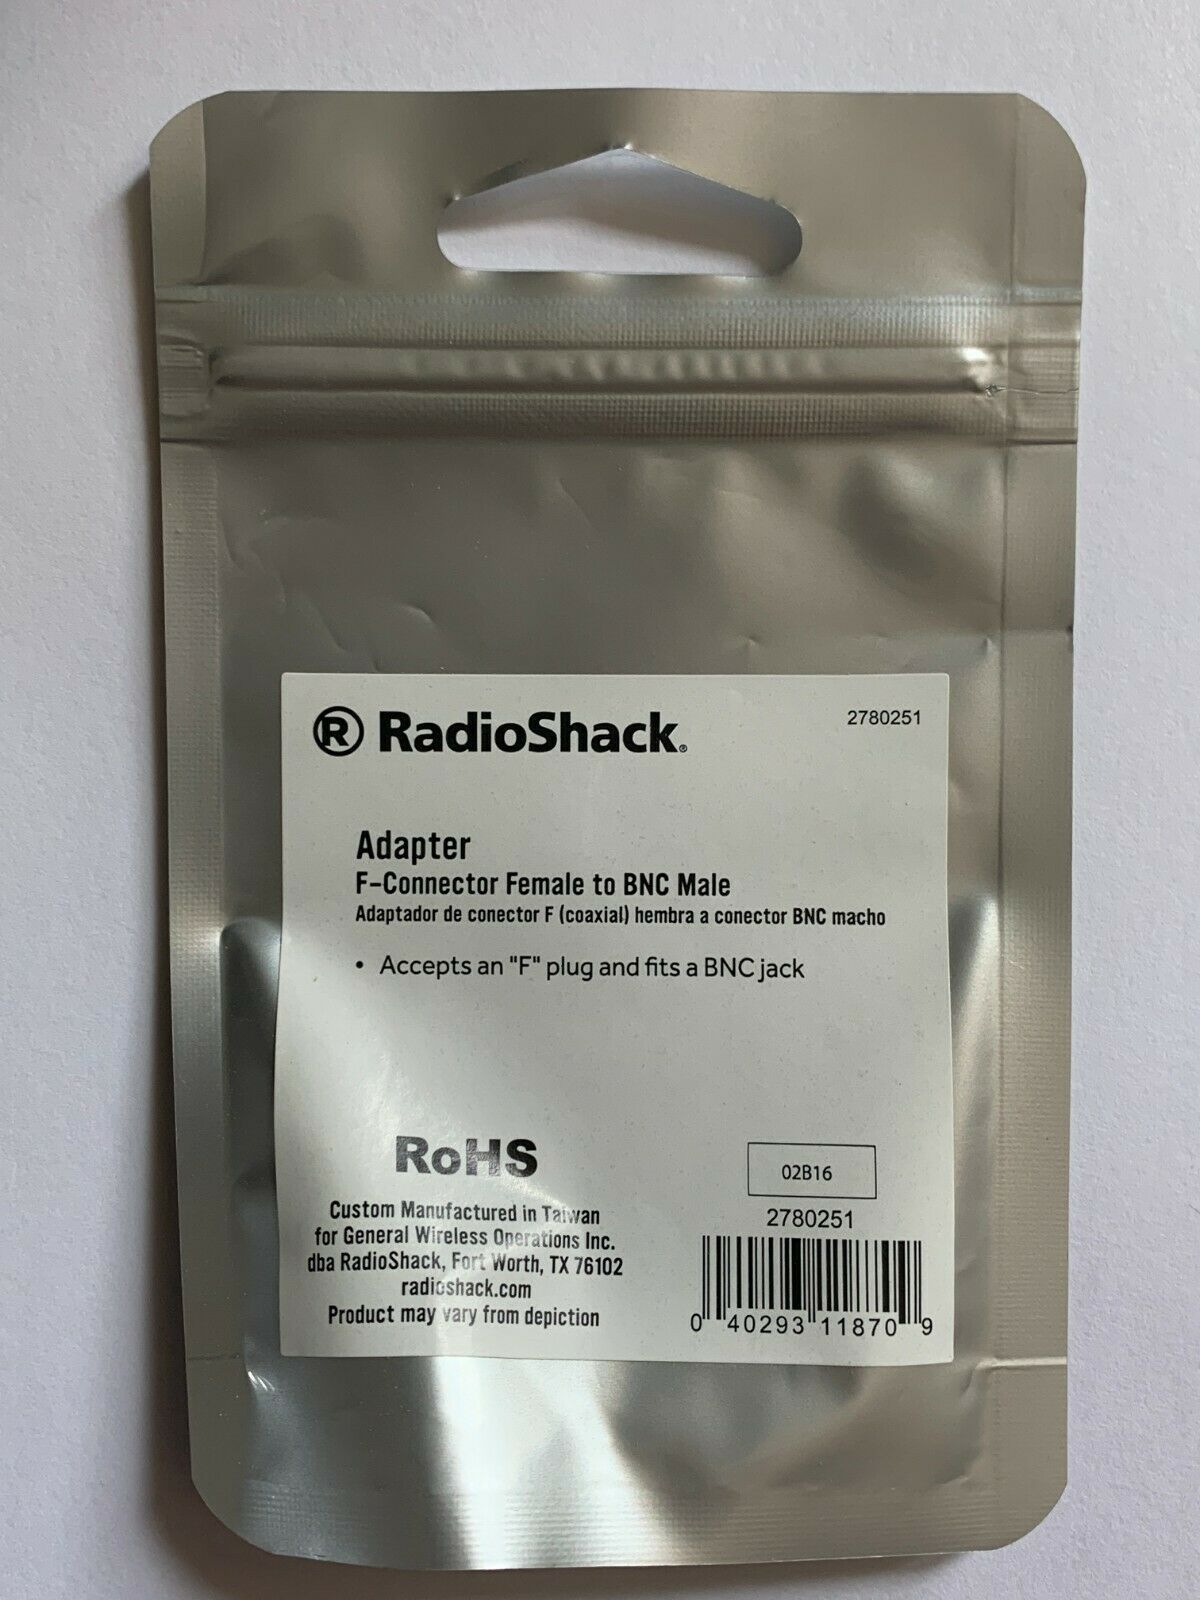 ® RadioShack®
2780251
Adapter
F-Connector Female to BNC Male
Adaptador de conector F (coaxial) hembra a conector BNC macho
• Accepts an "F" plug and fits a BNC jack
RoHS
Custom Manufactured in Taiwan
for General Wireless Operations Inc.
dba RadioShack, Fort Worth, TX 76102
radioshack.com
Product may vary from depiction
02B16
2780251
0 40293 11870 9